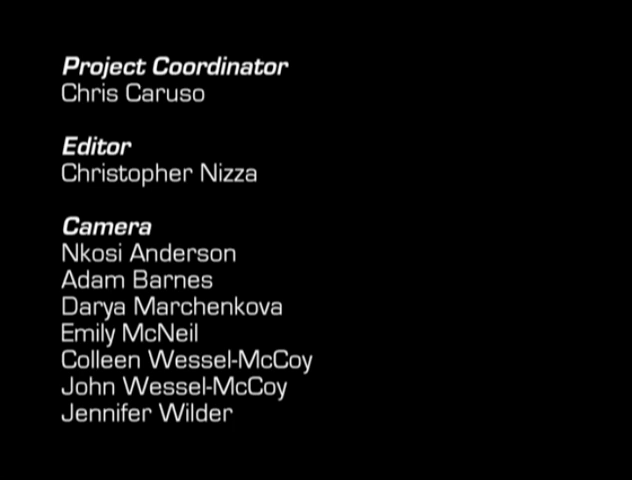 Project Coordinator
Chris Caruso
Editor
Christopher Nizza
Camera
Nkosi Anderson
Adam Barnes
Darya Marchenkova
Emily McNeil
Colleen Wessel-McCoy
John Wessel-McCoy
Jennifer Wilder